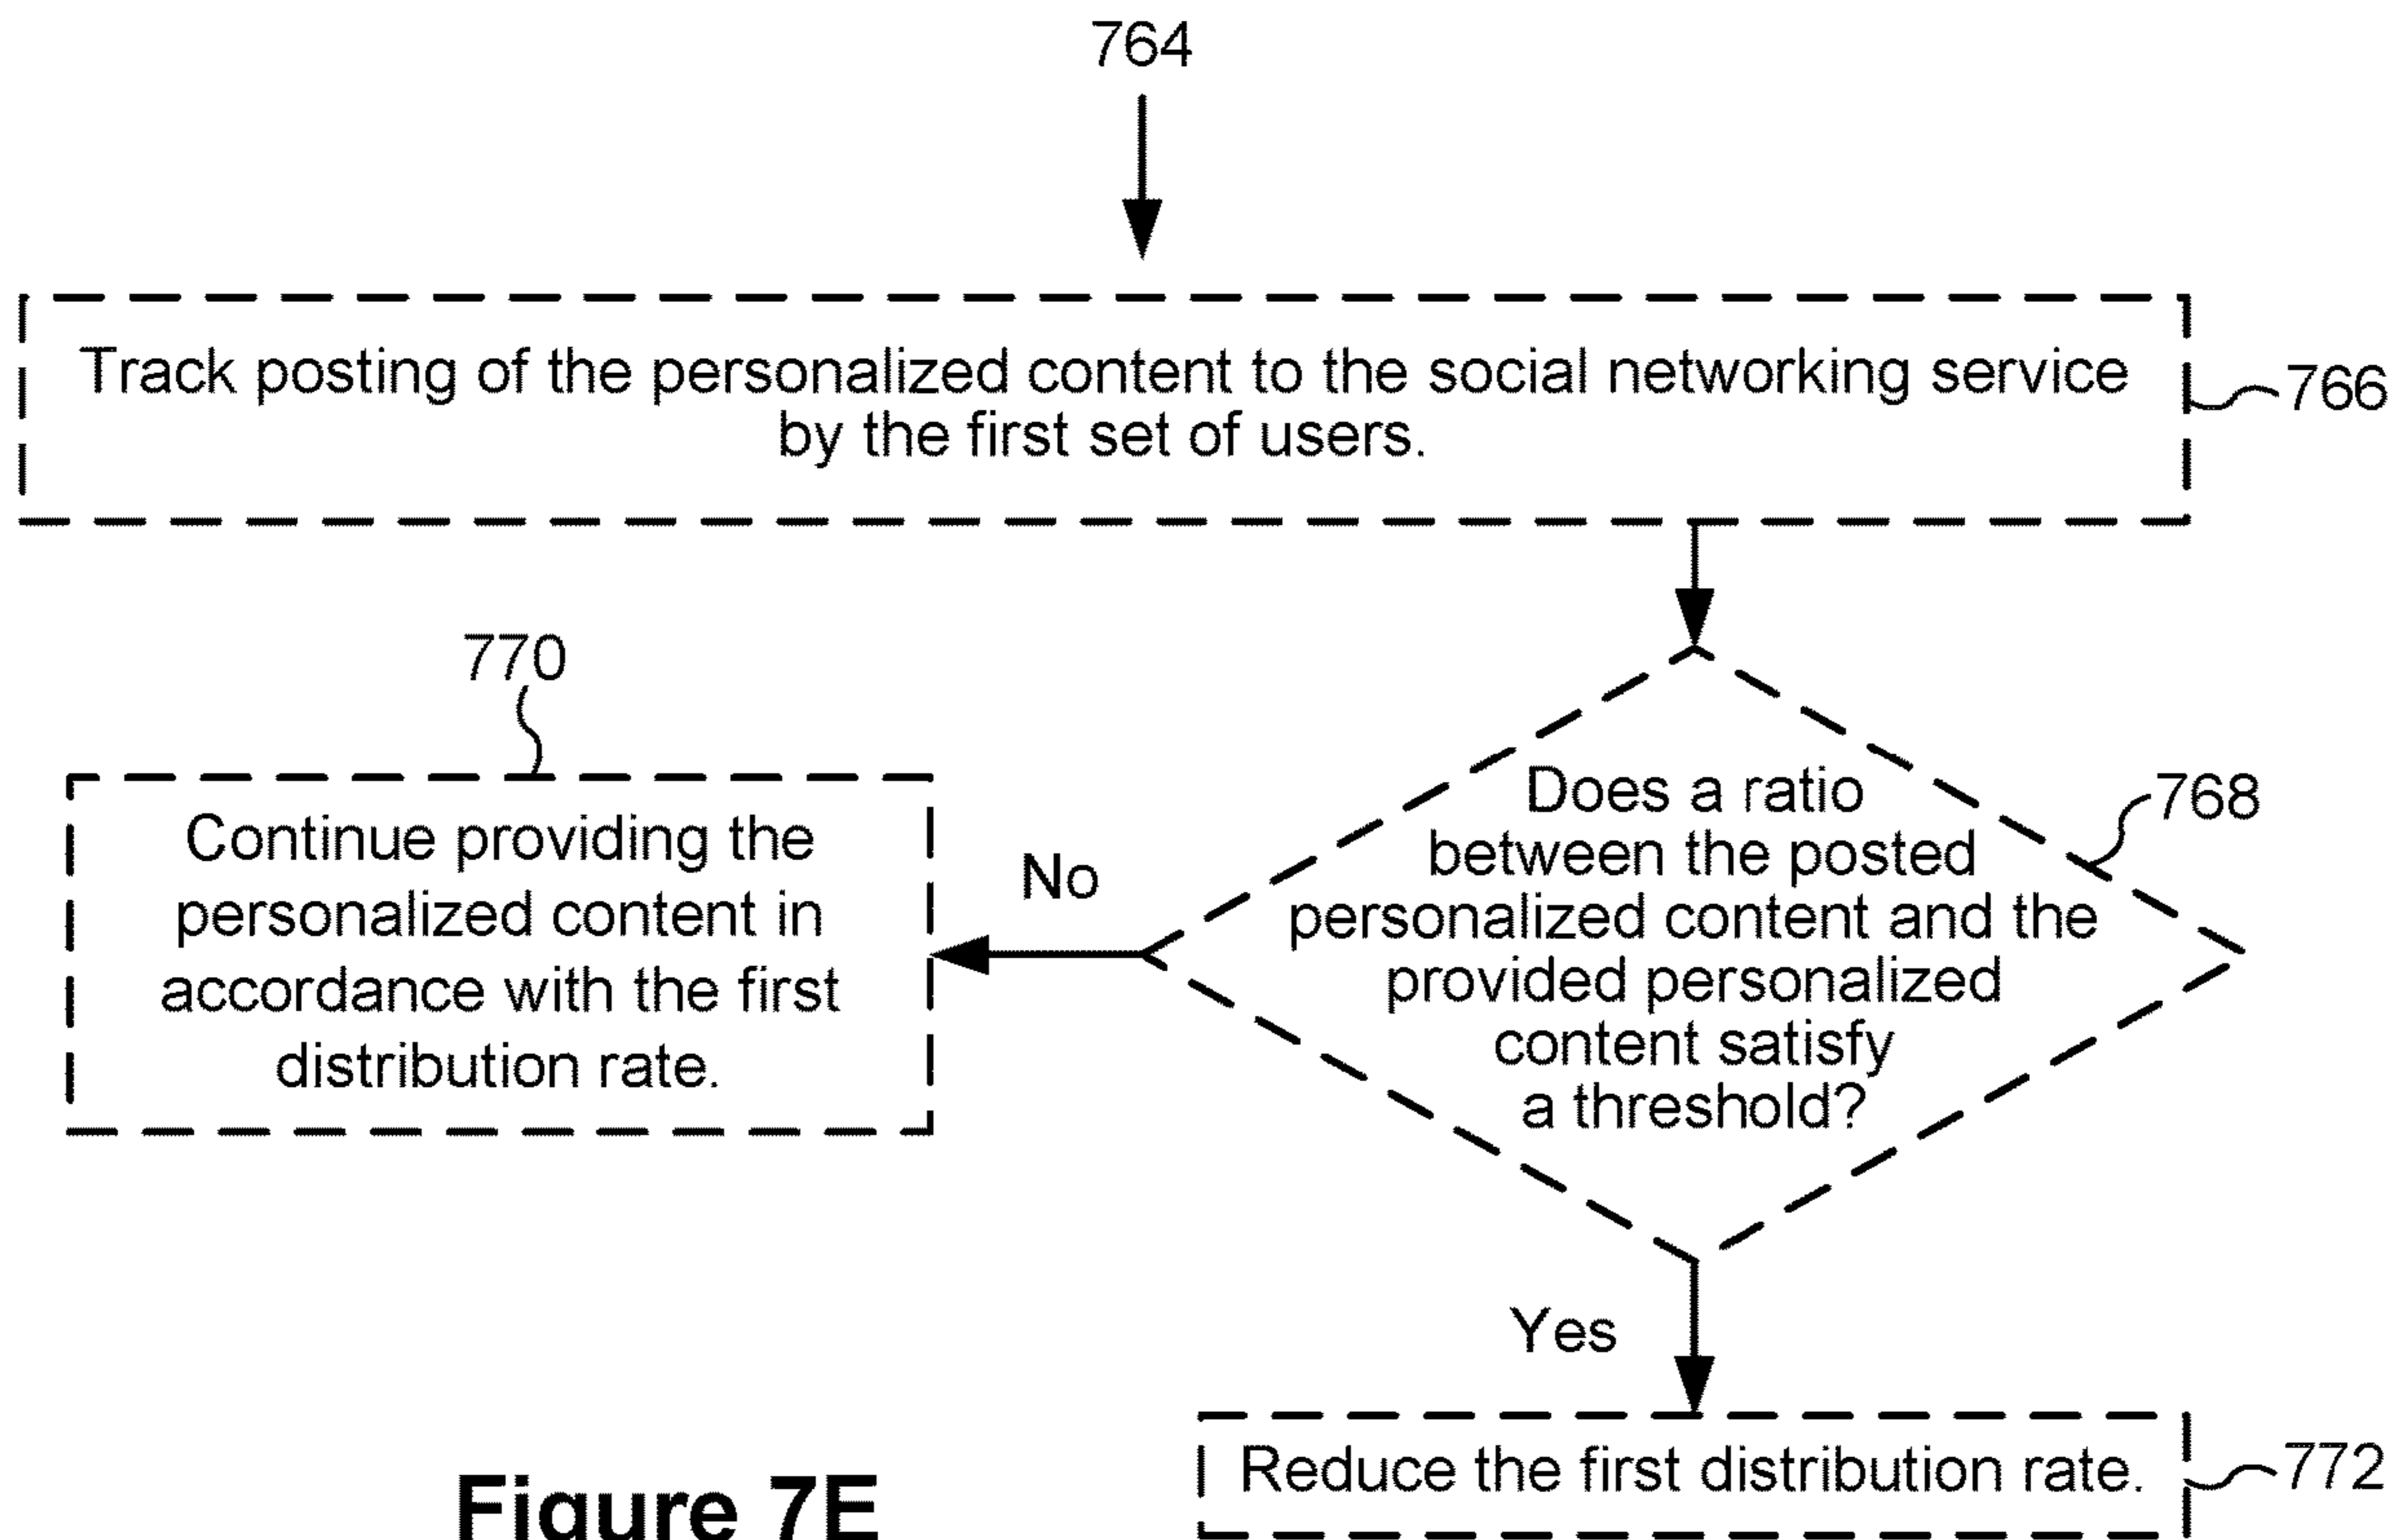 764
Track posting of the personalized content to the social networking service
by the first set of users.
766
770
Continue providing the
personalized content in
accordance with the first
distribution rate.
No
Does a ratio
between the posted
personalized content and the
provided personalized
content satisfy
a threshold?
768
Yes
Reduce the first distribution rate.
772
Figure 7E